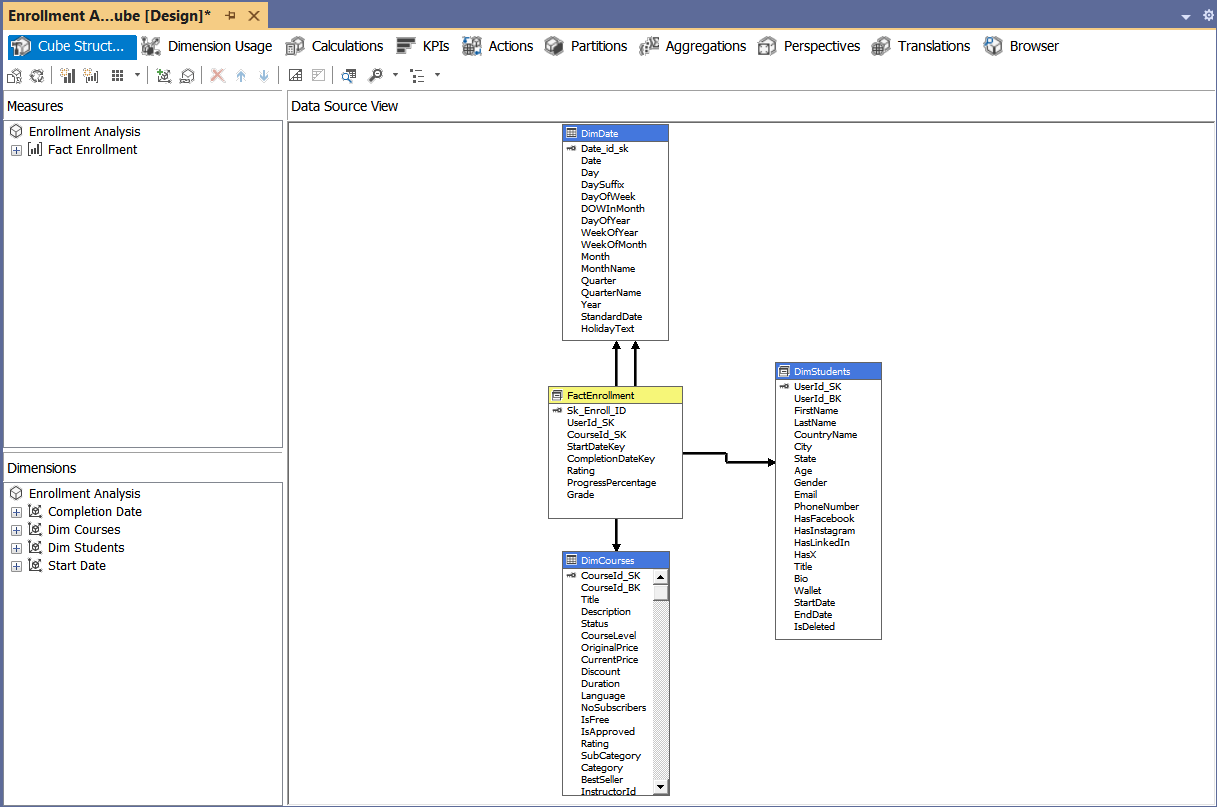 Enrollment A...ube [Design]*
Cube Struct... Dimension Usage Calculations KPIs Actions Partitions Aggregations Perspectives Translations Browser
Measures
Enrollment Analysis
Fact Enrollment
Dimensions
Enrollment Analysis
Completion Date
Dim Courses
Dim Students
Start Date
Data Source View
DimDate
Date_id_sk
Date
Day
DaySuffix
DayOfWeek
DOWInMonth
DayOfYear
WeekOfYear
WeekOfMonth
Month
MonthName
Quarter
QuarterName
Year
StandardDate
HolidayText
FactEnrollment
Sk_Enroll_ID
UserId_SK
CourseId_SK
StartDateKey
CompletionDateKey
Rating
ProgressPercentage
Grade
DimStudents
UserId_SK
UserId_BK
FirstName
LastName
CountryName
City
State
Age
Gender
Email
PhoneNumber
HasFacebook
HasInstagram
HasLinkedIn
HasX
Title
Bio
Wallet
StartDate
EndDate
IsDeleted
DimCourses
CourseId_SK
CourseId_BK
Title
Description
Status
CourseLevel
OriginalPrice
CurrentPrice
Discount
Duration
Language
NoSubscribers
IsFree
IsApproved
Rating
SubCategory
Category
BestSeller
InstructorId